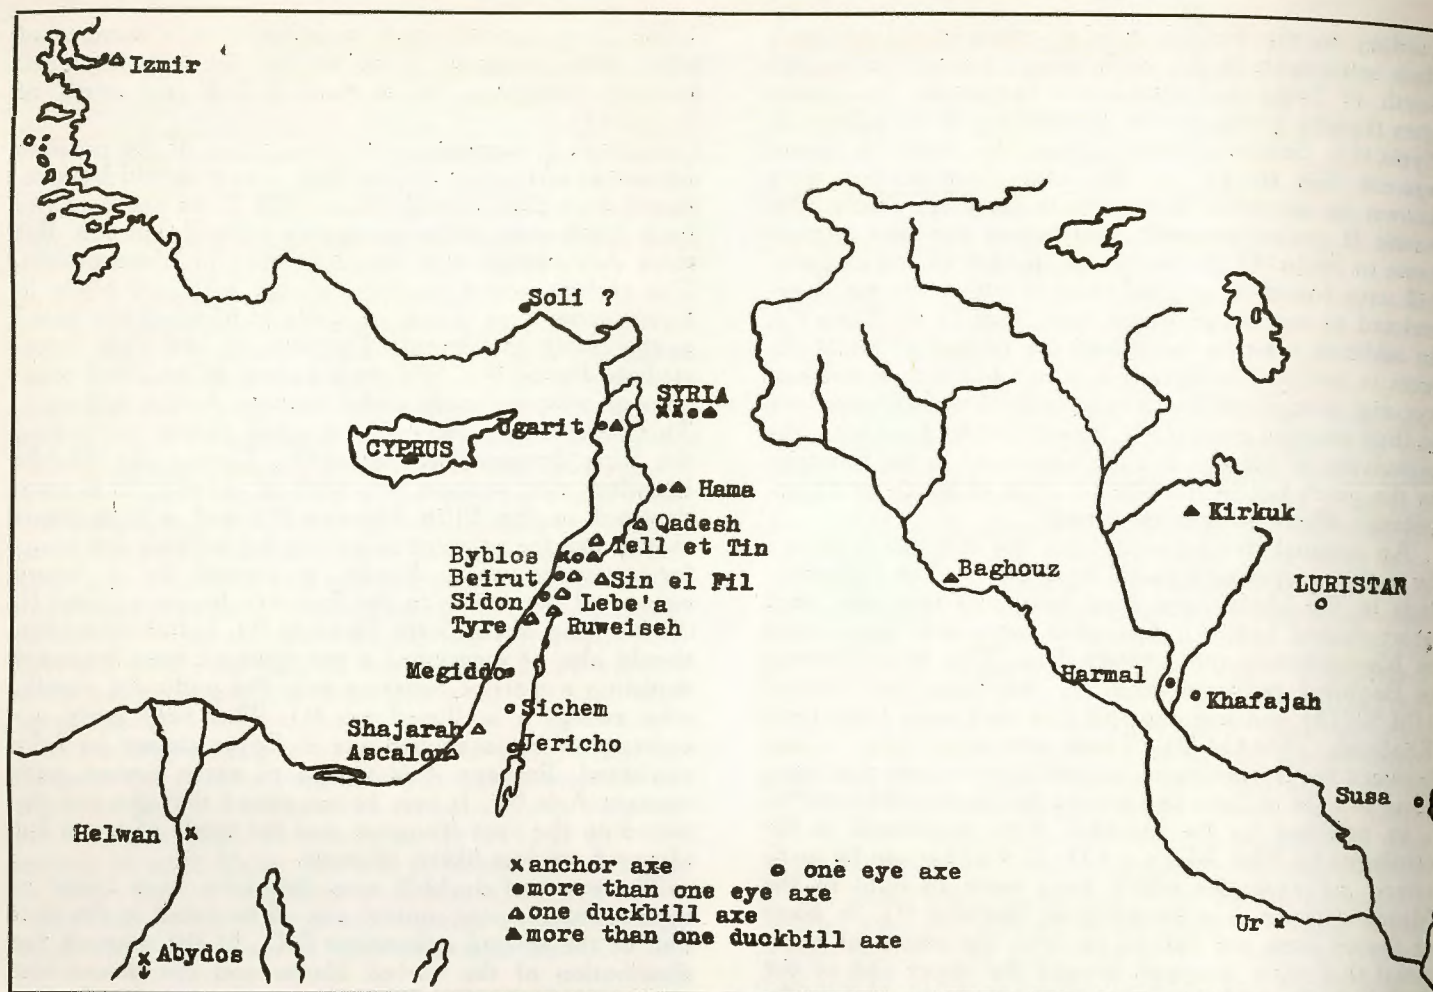 Izmir
Soli ?
SYRIA
Ugarit
CYPRUS
Hama
Qadesh
Tell et Tin
Byblos
Beirut
Sin el Fil
Sidon
Lebe'a
Tyre
Ruweiseh
Megiddo
Sichem
Shajarah
Ascalon
Jericho
Helwan
Abydos
Kirkuk
Baghouz
LURISTAN
Harmal
Khafajah
Susa
Ur
x anchor axe
one eye axe
more than one eye axe
one duckbill axe
more than one duckbill axe